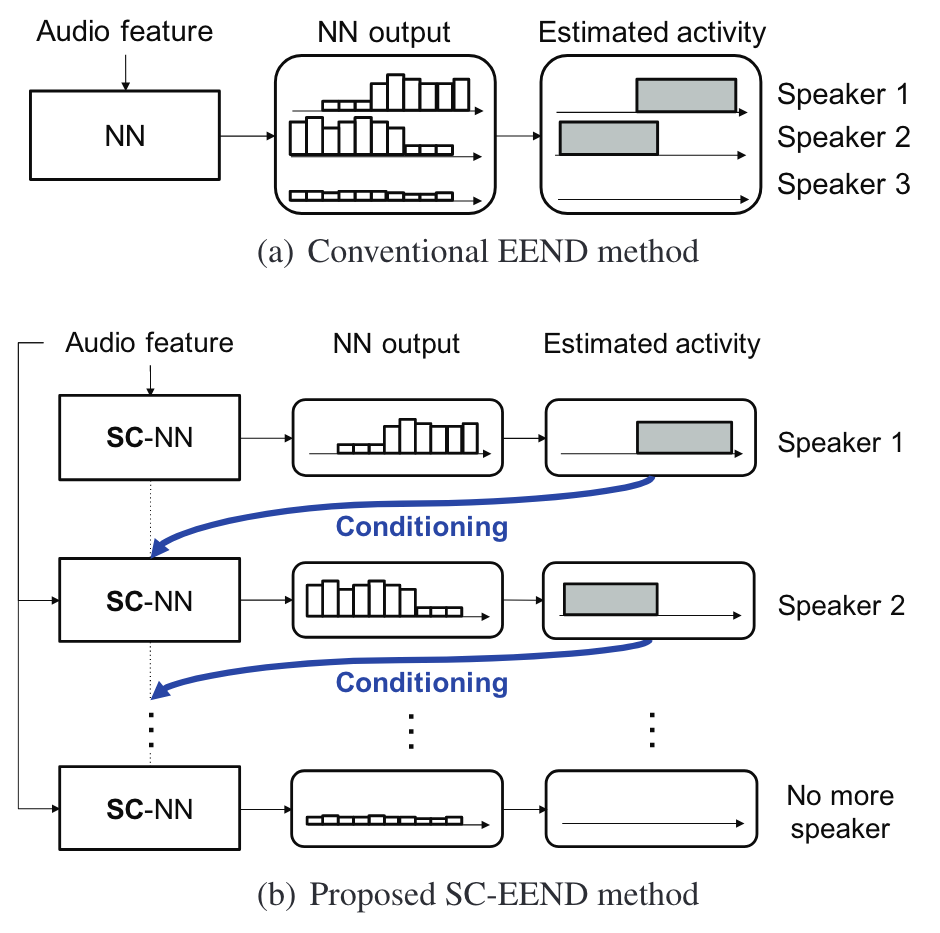 Audio feature
NN output
Estimated activity
NN
Speaker 1
Speaker 2
Speaker 3
(a) Conventional EEND method
Audio feature
NN output
Estimated activity
SC-NN
Speaker 1
Conditioning
SC-NN
Speaker 2
Conditioning
SC-NN
No more
speaker
(b) Proposed SC-EEND method